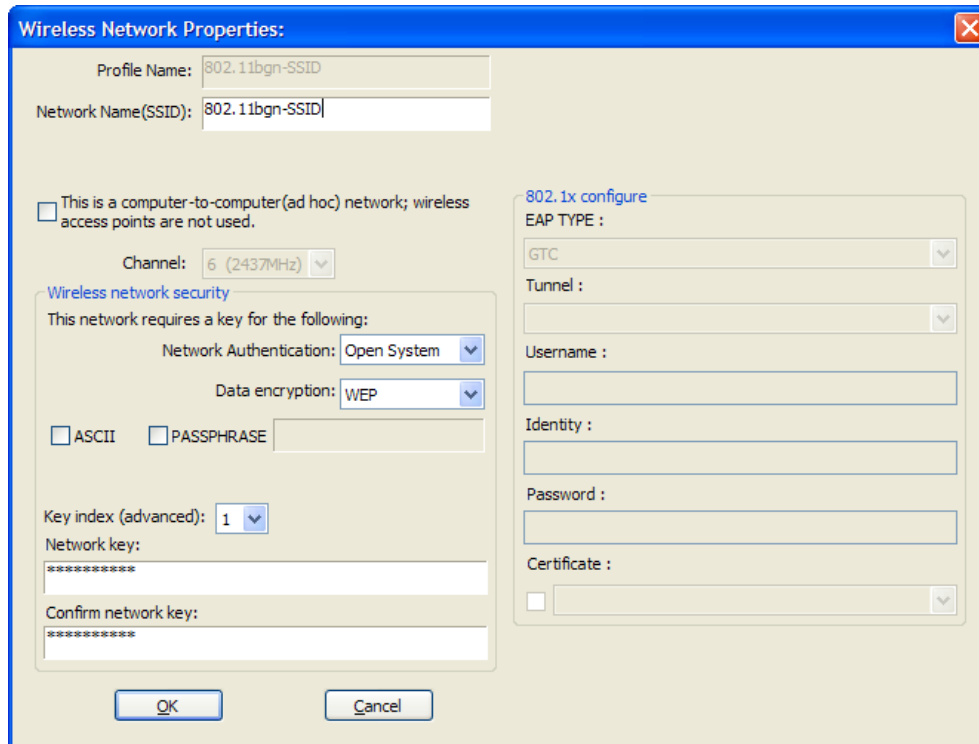 Wireless Network Properties:
Profile Name: 802.11bgn-SSID
Network Name(SSID): 802.11bgn-SSID
This is a computer-to-computer(ad hoc) network; wireless
access points are not used.
Channel: 6 (2437MHz)
Wireless network security
This network requires a key for the following:
Network Authentication: Open System
Data encryption: WEP
ASCII PASSPHRASE
Key index (advanced): 1
Network key:
**********
Confirm network key:
**********
OK Cancel
802.1x configure
EAP TYPE :
GTC
Tunnel :
Username :
Identity :
Password :
Certificate :